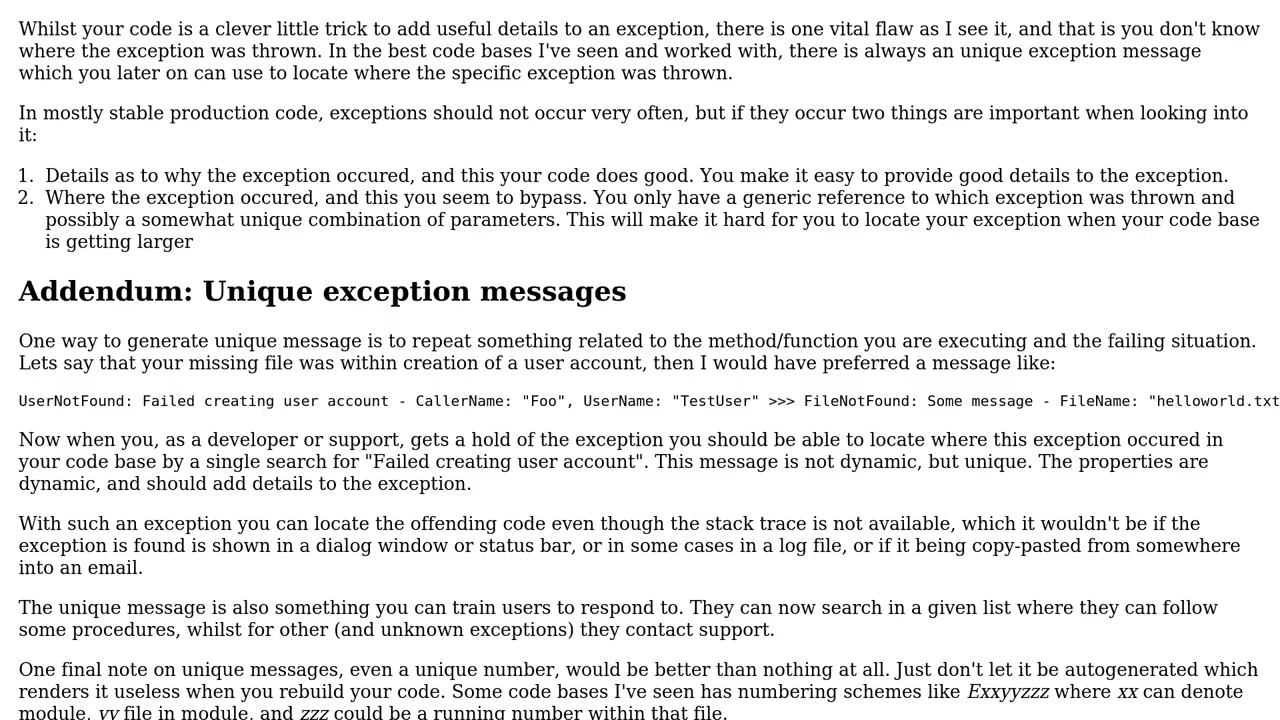 Whilst your code is a clever little trick to add useful details to an exception, there is one vital flaw as I see it, and that is you don't know
where the exception was thrown. In the best code bases I've seen and worked with, there is always an unique exception message
which you later on can use to locate where the specific exception was thrown.
In mostly stable production code, exceptions should not occur very often, but if they occur two things are important when looking into
it:
1. Details as to why the exception occured, and this your code does good. You make it easy to provide good details to the exception.
2. Where the exception occured, and this you seem to bypass. You only have a generic reference to which exception was thrown and
possibly a somewhat unique combination of parameters. This will make it hard for you to locate your exception when your code base
is getting larger
Addendum: Unique exception messages
One way to generate unique message is to repeat something related to the method/function you are executing and the failing situation.
Lets say that your missing file was within creation of a user account, then I would have preferred a message like:
UserNotFound: Failed creating user account - CallerName: "Foo", UserName: "TestUser" >>> FileNotFound: Some message - FileName: "helloworld.txt
Now when you, as a developer or support, gets a hold of the exception you should be able to locate where this exception occured in
your code base by a single search for "Failed creating user account". This message is not dynamic, but unique. The properties are
dynamic, and should add details to the exception.
With such an exception you can locate the offending code even though the stack trace is not available, which it wouldn't be if the
exception is found is shown in a dialog window or status bar, or in some cases in a log file, or if it being copy-pasted from somewhere
into an email.
The unique message is also something you can train users to respond to. They can now search in a given list where they can follow
some procedures, whilst for other (and unknown exceptions) they contact support.
One final note on unique messages, even a unique number, would be better than nothing at all. Just don't let it be autogenerated which
renders it useless when you rebuild your code. Some code bases I've seen has numbering schemes like Exxyyzzz where xx can denote
module, yy file in module, and zzz could be a running number within that file.